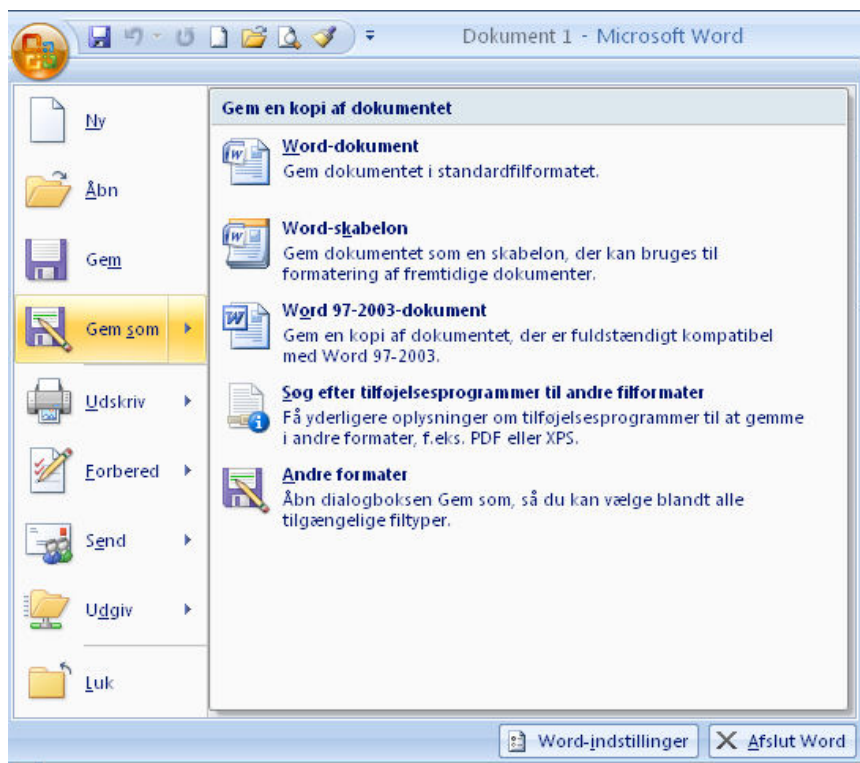 Dokument 1 - Microsoft Word
Ny
Åbn
Gem
Gem som
Udskriv
Forbered
Send
Udgiv
Luk
Gem en kopi af dokumentet
Word-dokument
Gem dokumentet i standardfilformatet.
Word-skabelon
Gem dokumentet som en skabelon, der kan bruges til
formatering af fremtidige dokumenter.
Word 97-2003-dokument
Gem en kopi af dokumentet, der er fuldstændigt kompatibel
med Word 97-2003.
Søg efter tilføjelsesprogrammer til andre filformater
Få yderligere oplysninger om tilføjelsesprogrammer til at gemme
i andre formater, f.eks. PDF eller XPS.
Andre formater
Åbn dialogboksen Gem som, så du kan vælge blandt alle
tilgængelige filtyper.
Word-indstillinger
Afslut Word